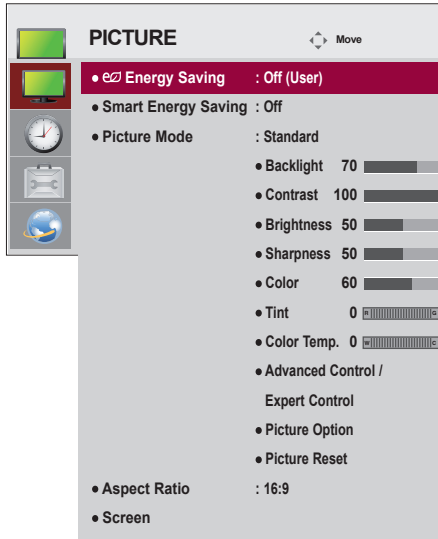 PICTURE Move
• Energy Saving : Off (User)
• Smart Energy Saving : Off
• Picture Mode : Standard
• Backlight 70
• Contrast 100
• Brightness 50
• Sharpness 50
• Color 60
• Tint 0 R G
• Color Temp. 0 W C
• Advanced Control /
Expert Control
• Picture Option
• Picture Reset
• Aspect Ratio : 16:9
• Screen